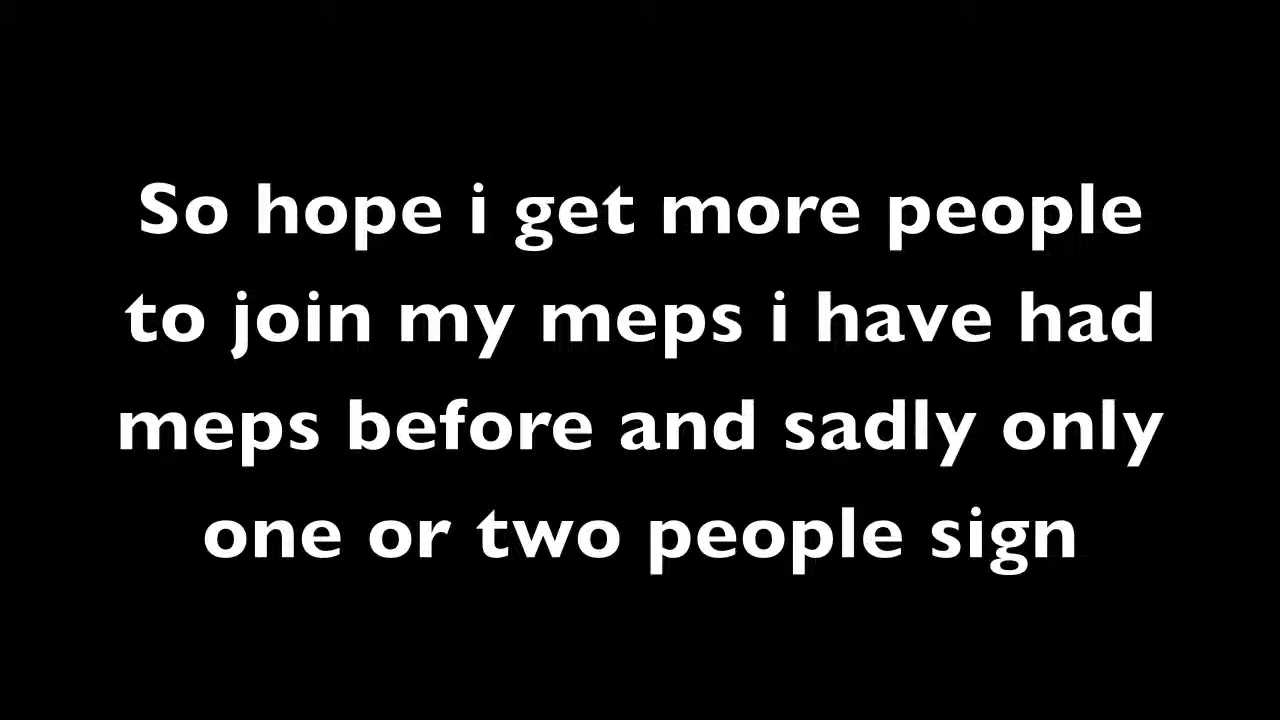 So hope i get more people
to join my meps i have had
meps before and sadly only
one or two people sign